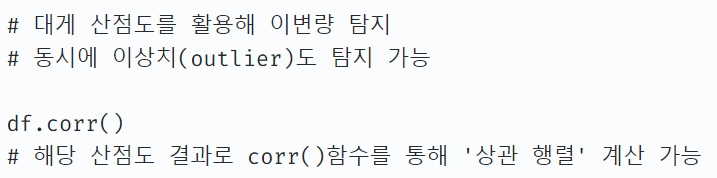 # 대게 산점도를 활용해 이변량 탐지
# 동시에 이상치(outlier)도 탐지 가능
df.corr()
# 해당 산점도 결과로 corr()함수를 통해 '상관 행렬' 계산 가능